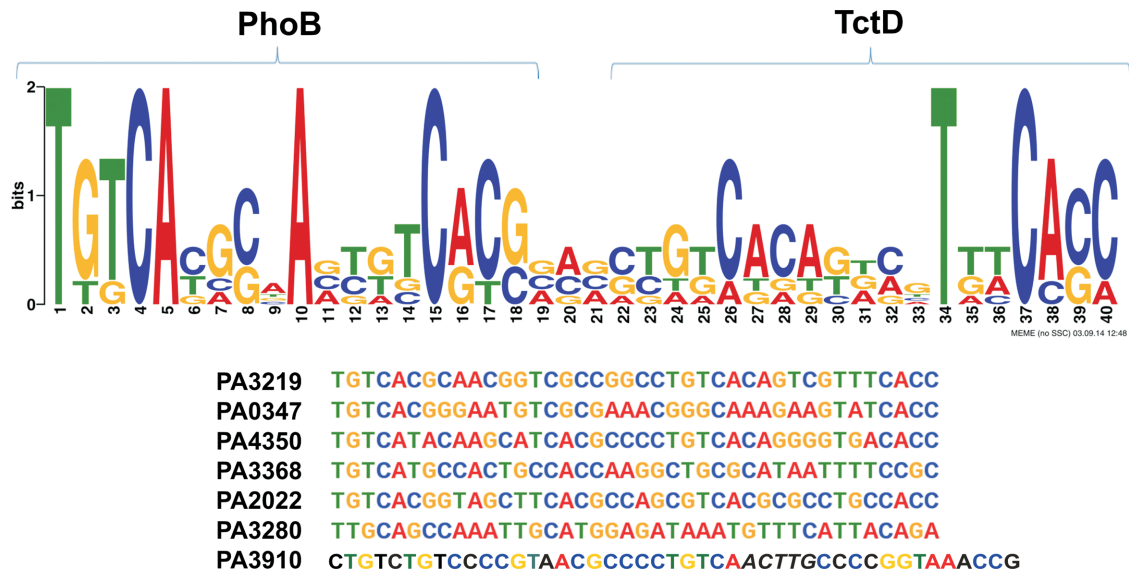 PhoB TctD
2
bits
1
0
1 2 3 4 5 6 7 8 9 10 11 12 13 14 15 16 17 18 19 20 21 22 23 24 25 26 27 28 29 30 31 32 33 34 35 36 37 38 39 40
MEME (no SSC) 03.09.14 12:48
PA3219 TGTCACGCAACGGTCGCCGGCCTGTCACAGTCGTTTCACC
PA0347 TGTCACGGGAATGTCGCGAAACGGGCAAAGAAGTATCACC
PA4350 TGTCATACAAGCATCACGCCCCTGTCACAGGGGTGACACC
PA3368 TGTCATGCCACTGCCACCAAGGCTGCGCATAATTTTCCGC
PA2022 TGTCACGGTAGCTTCACGCCAGCGTCACGCGCCTGCCACC
PA3280 TTGCAGCCAAATTGCATGGAGATAAATGTTTCATTACAGA
PA3910 CTGTCTGTCCCCGTAACGCCCCTGTCAACTTGCCCCGGTAAACCG